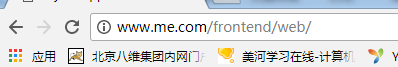 www.me.com/frontend/web/
应用 北京八维集团内网门户 美河学习在线-计算机 Y